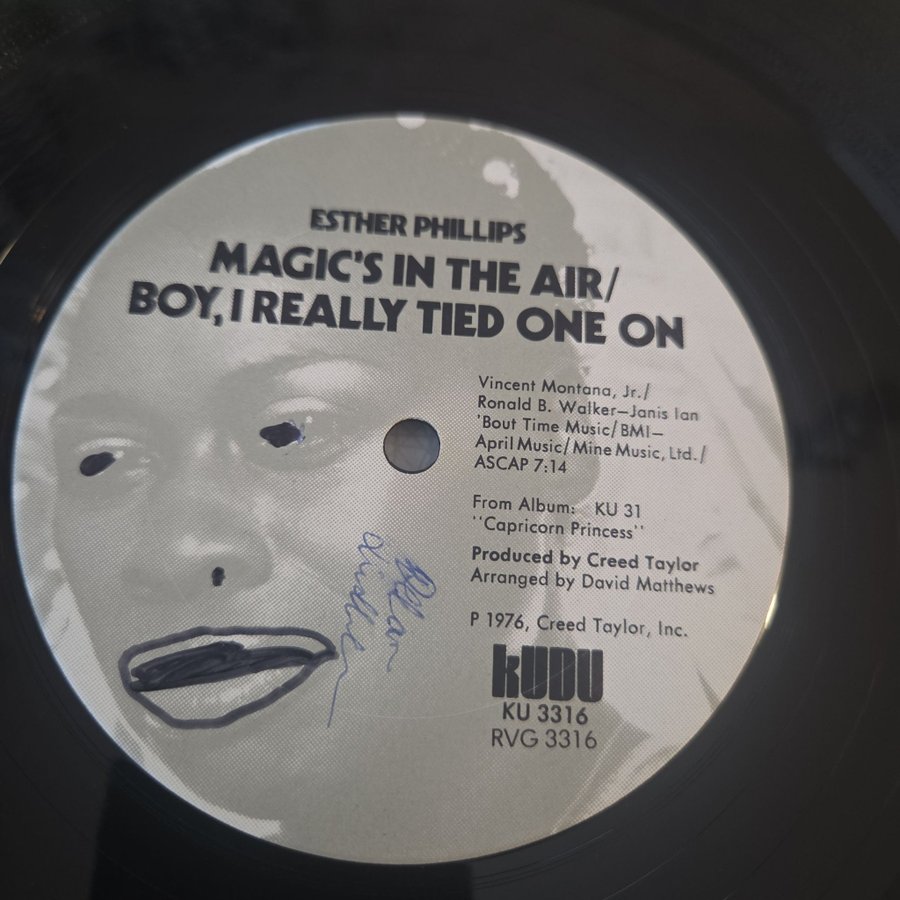 ESTHER PHILLIPS
MAGIC'S IN THE AIR/
BOY, I REALLY TIED ONE ON
Vincent Montana, Jr./
Ronald B. Walker—Janis Ian
'Bout Time Music/BMI—
April Music/Mine Music, Ltd./
ASCAP 7:14
From Album: KU 31
''Capricorn Princess''
Produced by Creed Taylor
Arranged by David Matthews
P 1976, Creed Taylor, Inc.
kUDU
KU 3316
RVG 3316